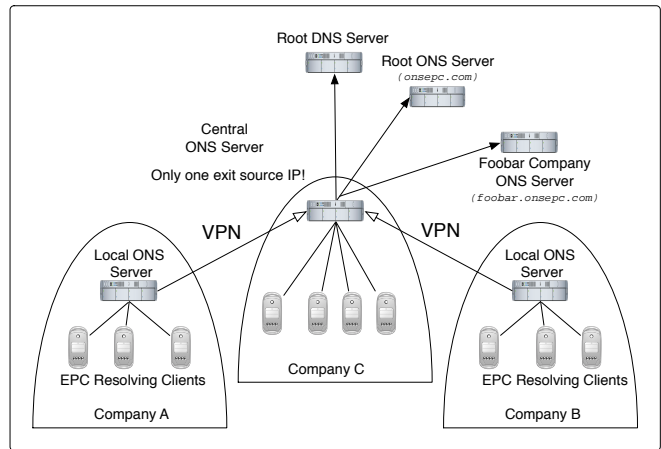 Root DNS Server
Root ONS Server
(onsepc.com)
Central
ONS Server
Only one exit source IP!
Foobar Company
ONS Server
(foobar.onsepc.com)
VPN
VPN
Local ONS
Server
Local ONS
Server
EPC Resolving Clients
Company C
EPC Resolving Clients
Company A
Company B